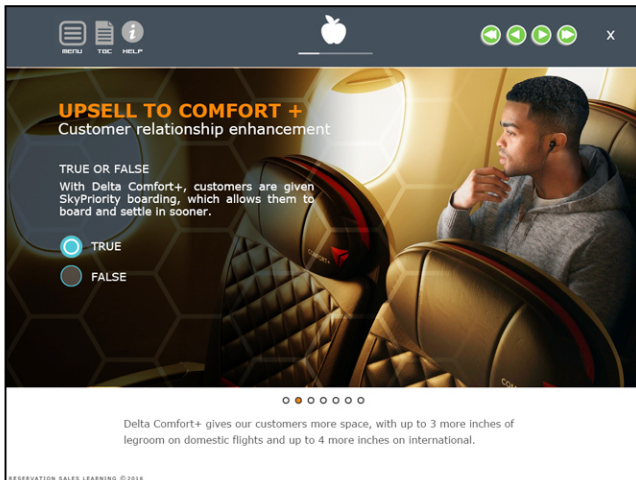 MENU TOC HELP
X
UPSELL TO COMFORT +
Customer relationship enhancement
TRUE OR FALSE
With Delta Comfort+, customers are given
SkyPriority boarding, which allows them to
board and settle in sooner.
TRUE
FALSE
COMFORT+
Delta Comfort+ gives our customers more space, with up to 3 more inches of
legroom on domestic flights and up to 4 more inches on international.
RESERVATION SALES LEARNING ©2016